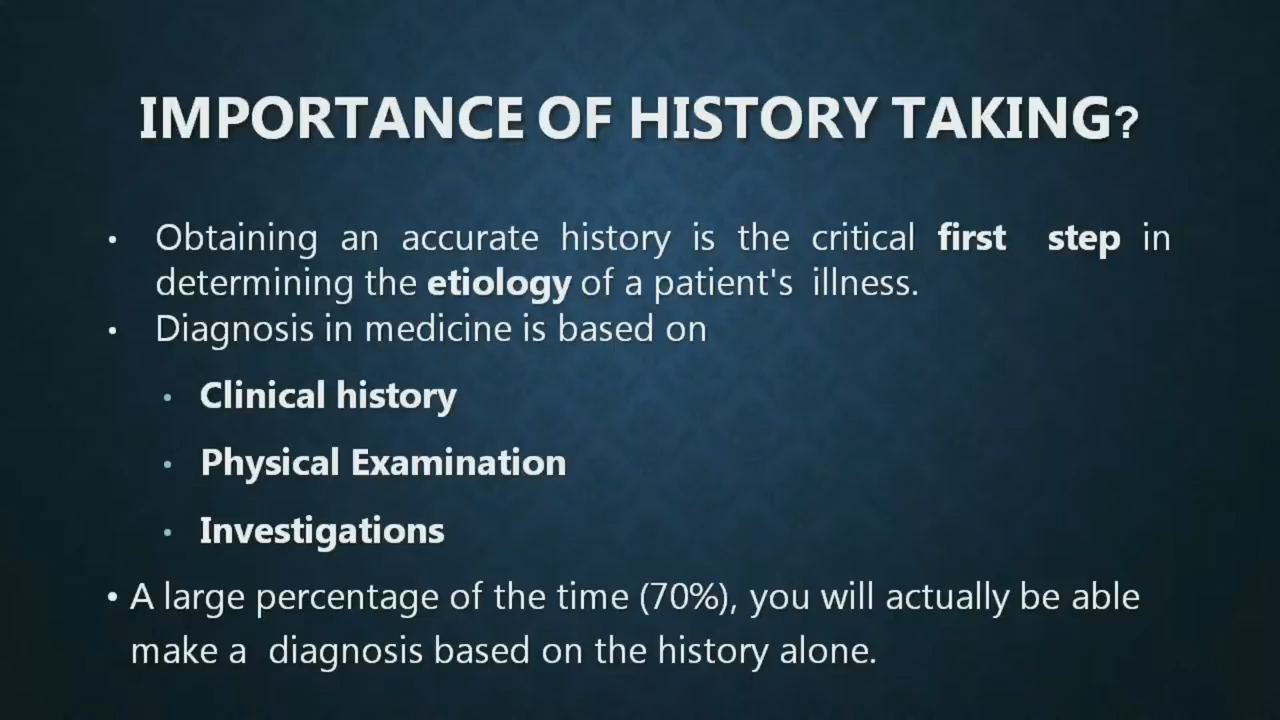 IMPORTANCE OF HISTORY TAKING?
• Obtaining an accurate history is the critical first step in
determining the etiology of a patient's illness.
• Diagnosis in medicine is based on
• Clinical history
• Physical Examination
• Investigations
• A large percentage of the time (70%), you will actually be able
make a diagnosis based on the history alone.